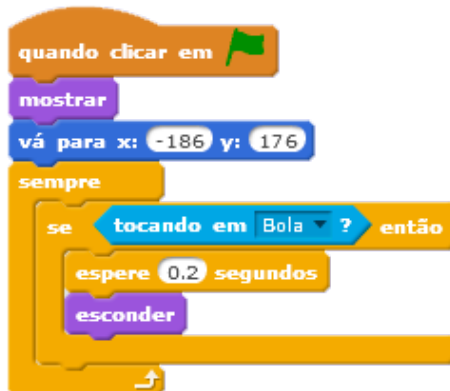 quando clicar em
mostrar
vá para x: -186 y: 176
sempre
se tocando em Bola ? então
espere 0.2 segundos
esconder